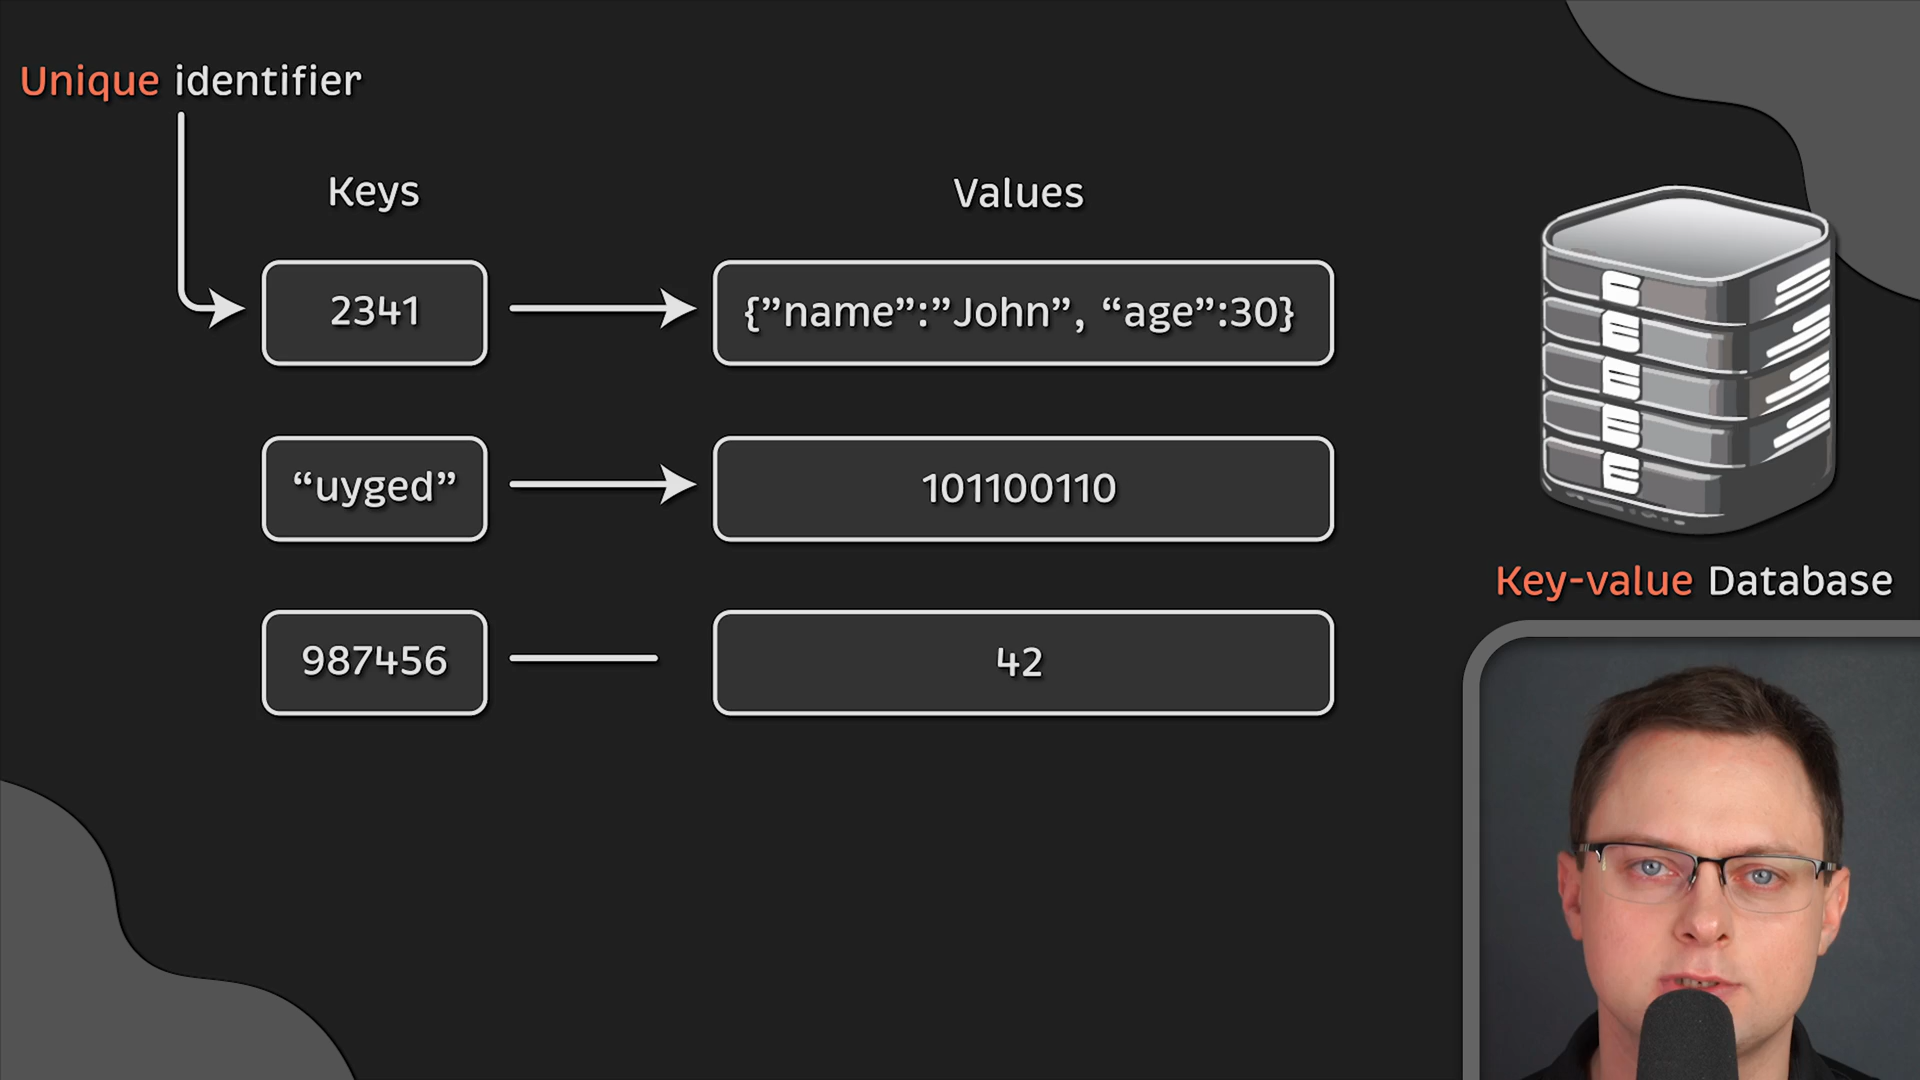 Unique identifier
Keys
Values
2341
{”name”:”John”, “age”:30}
“uyged”
101100110
987456
42
Key-value Database